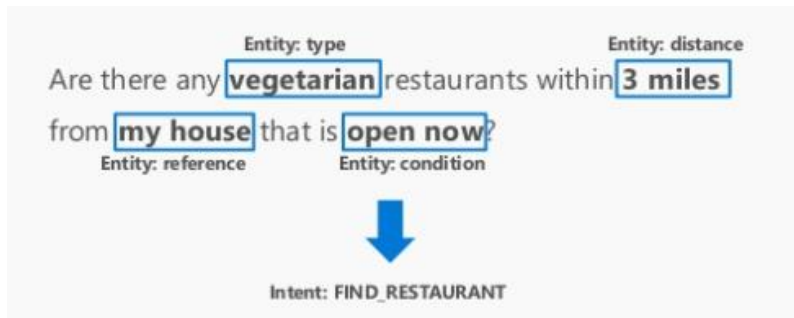 Entity: type Entity: distance
Are there any vegetarian restaurants within 3 miles
from my house that is open now?
Entity: reference Entity: condition
Intent: FIND_RESTAURANT